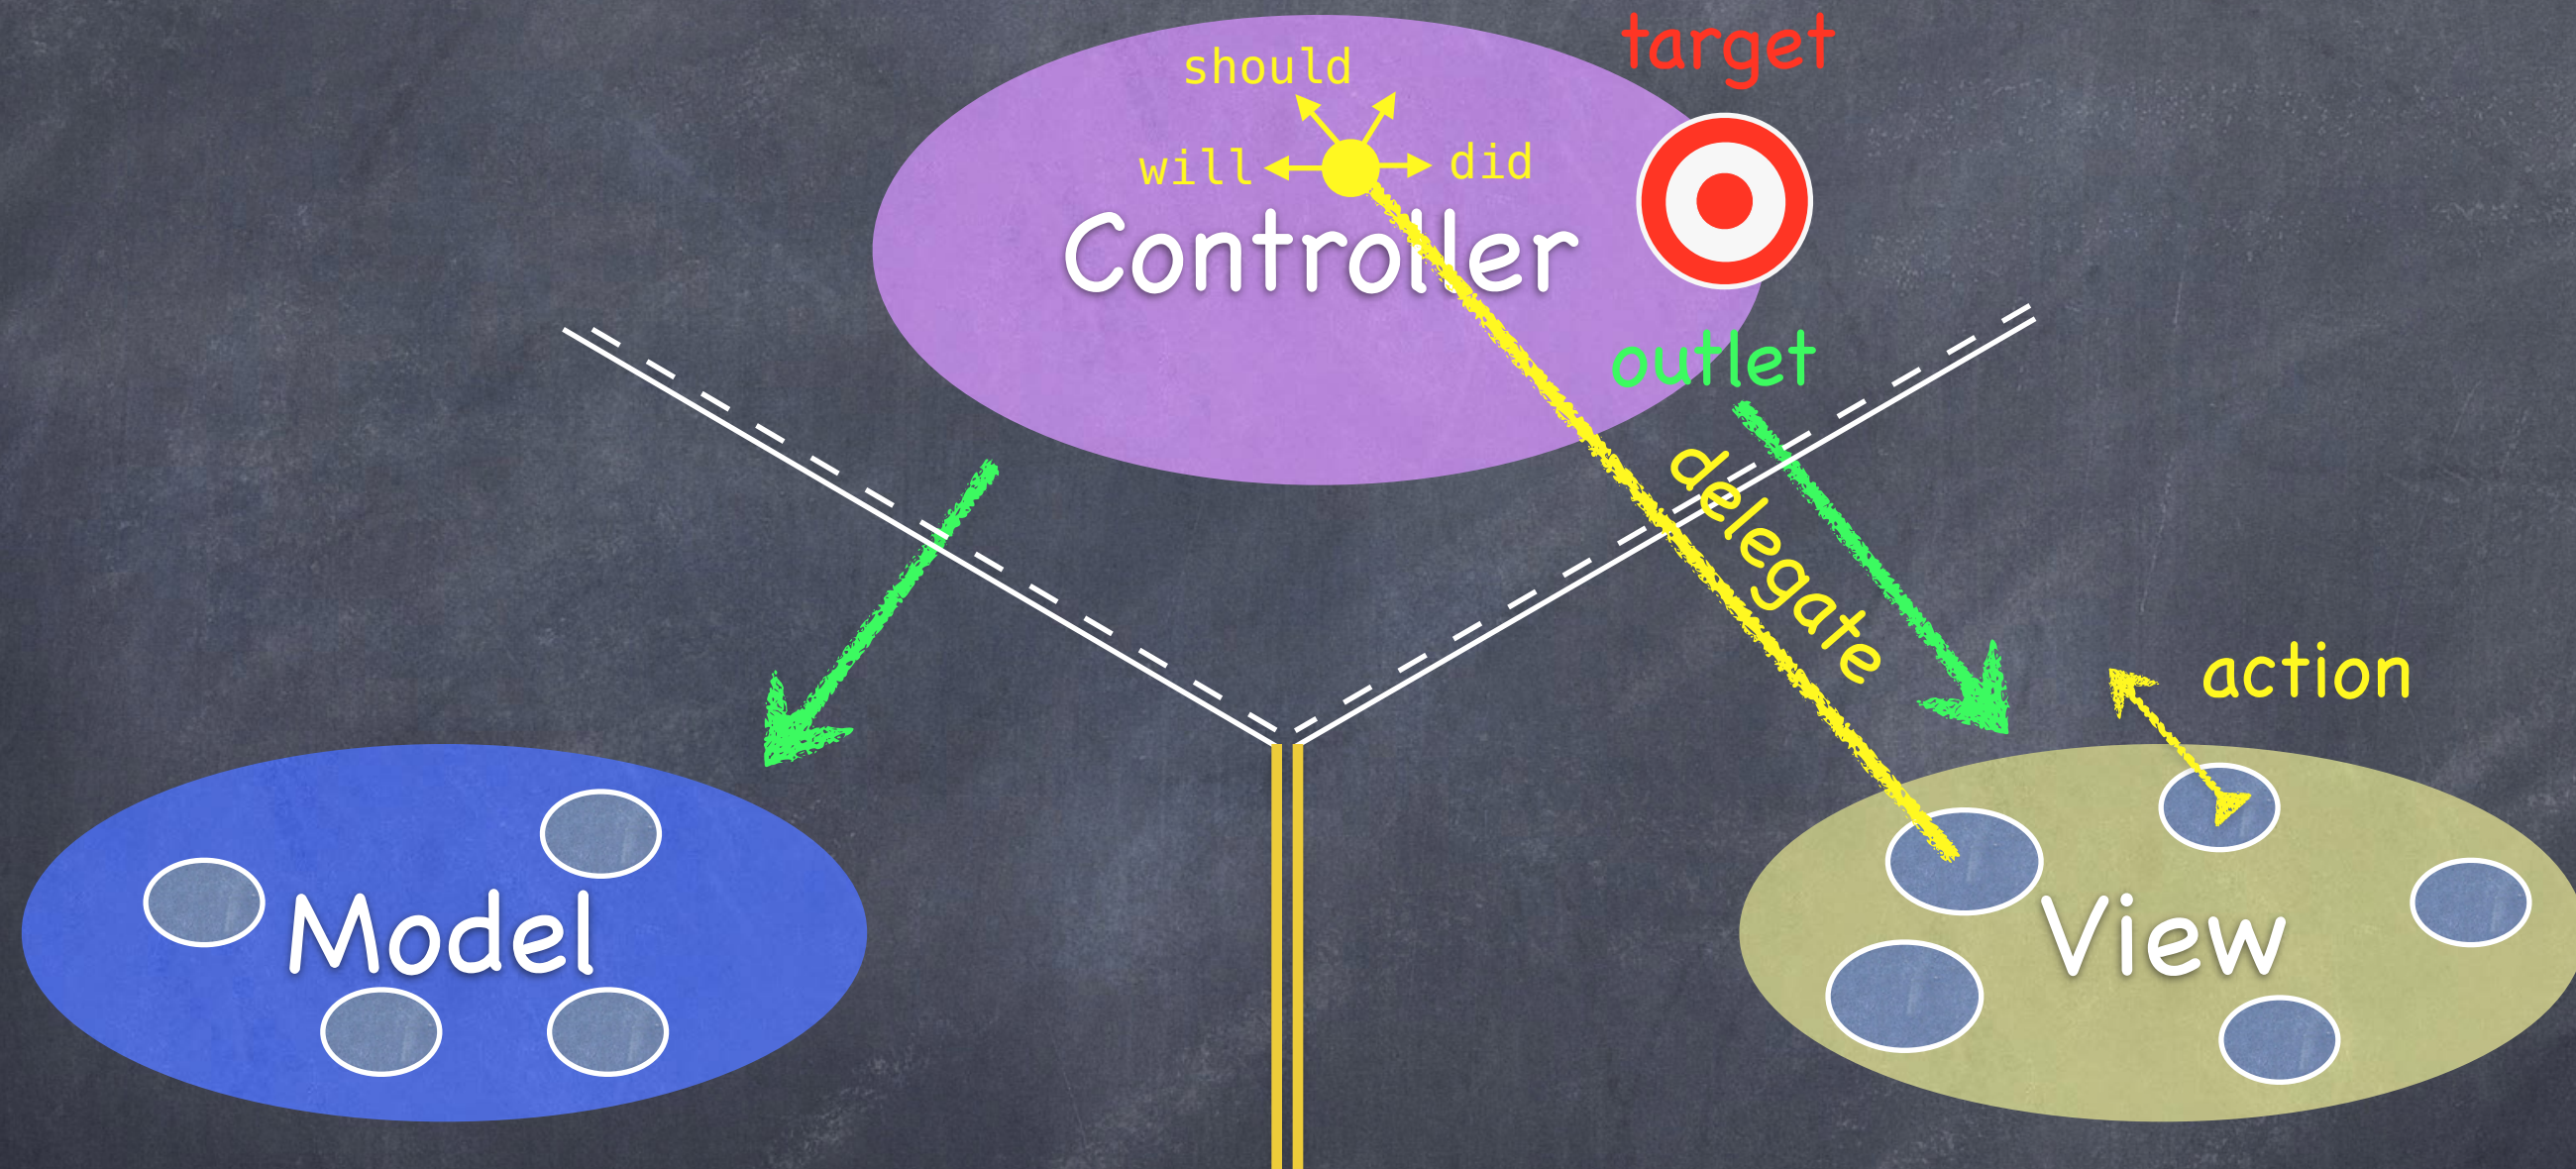 target
should
will
did
Controller
outlet
delegate
action
Model
View